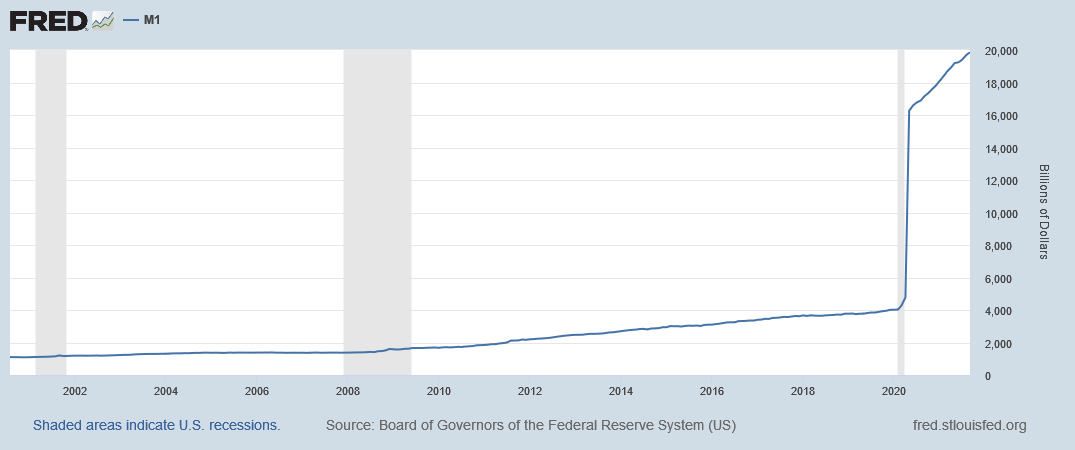 FRED M1
20,000
18,000
16,000
14,000
12,000
10,000
8,000
6,000
4,000
2,000
0
Billions of Dollars
2002 2004 2006 2008 2010 2012 2014 2016 2018 2020
Shaded areas indicate U.S. recessions. Source: Board of Governors of the Federal Reserve System (US) fred.stlouisfed.org